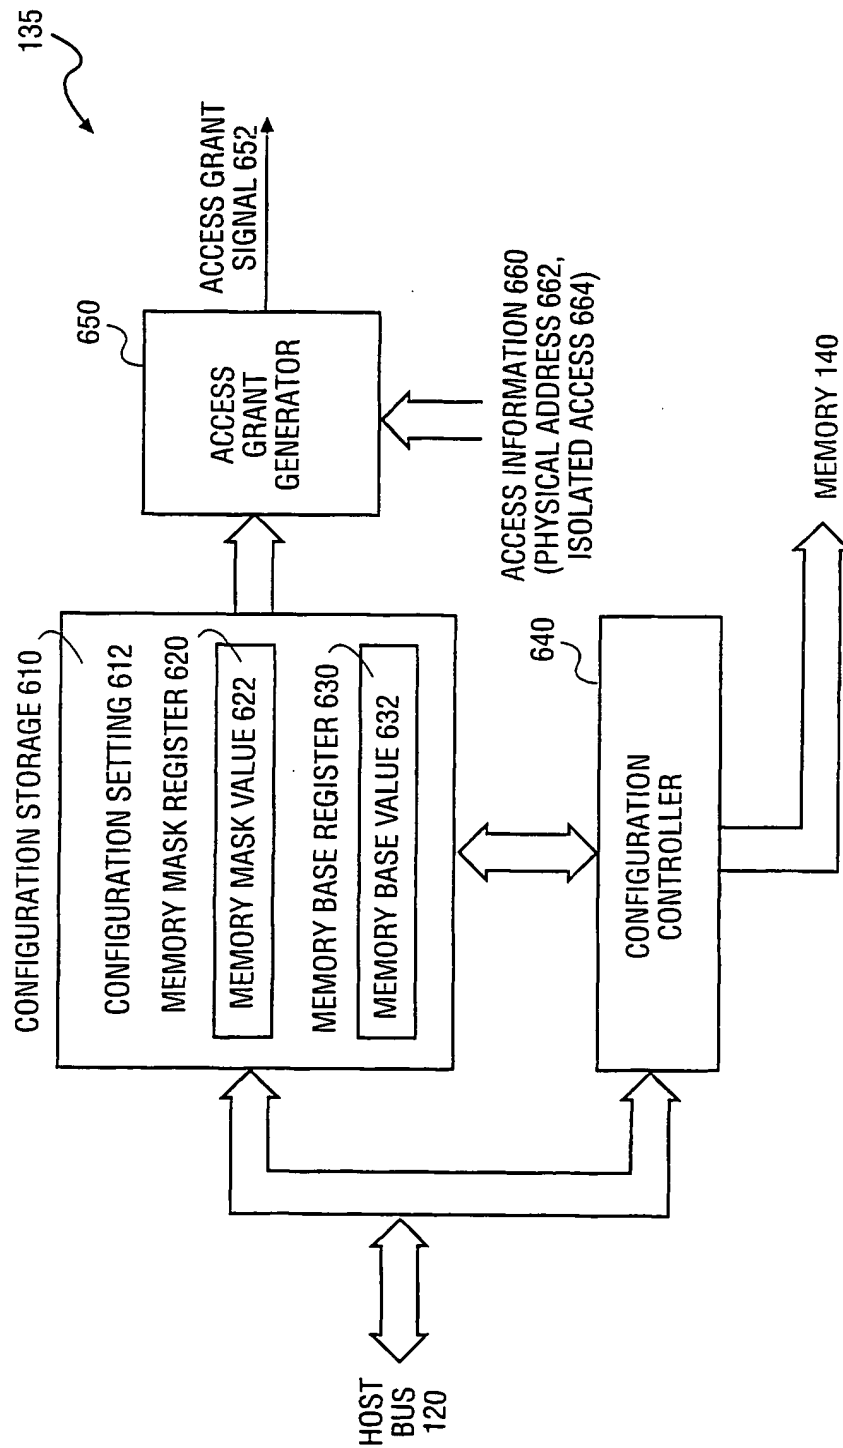 135
CONFIGURATION STORAGE 610
CONFIGURATION SETTING 612
MEMORY MASK REGISTER 620
MEMORY MASK VALUE 622
MEMORY BASE REGISTER 630
MEMORY BASE VALUE 632
650
ACCESS
GRANT
GENERATOR
ACCESS GRANT
SIGNAL 652
ACCESS INFORMATION 660
(PHYSICAL ADDRESS 662,
ISOLATED ACCESS 664)
HOST
BUS
120
640
CONFIGURATION
CONTROLLER
MEMORY 140